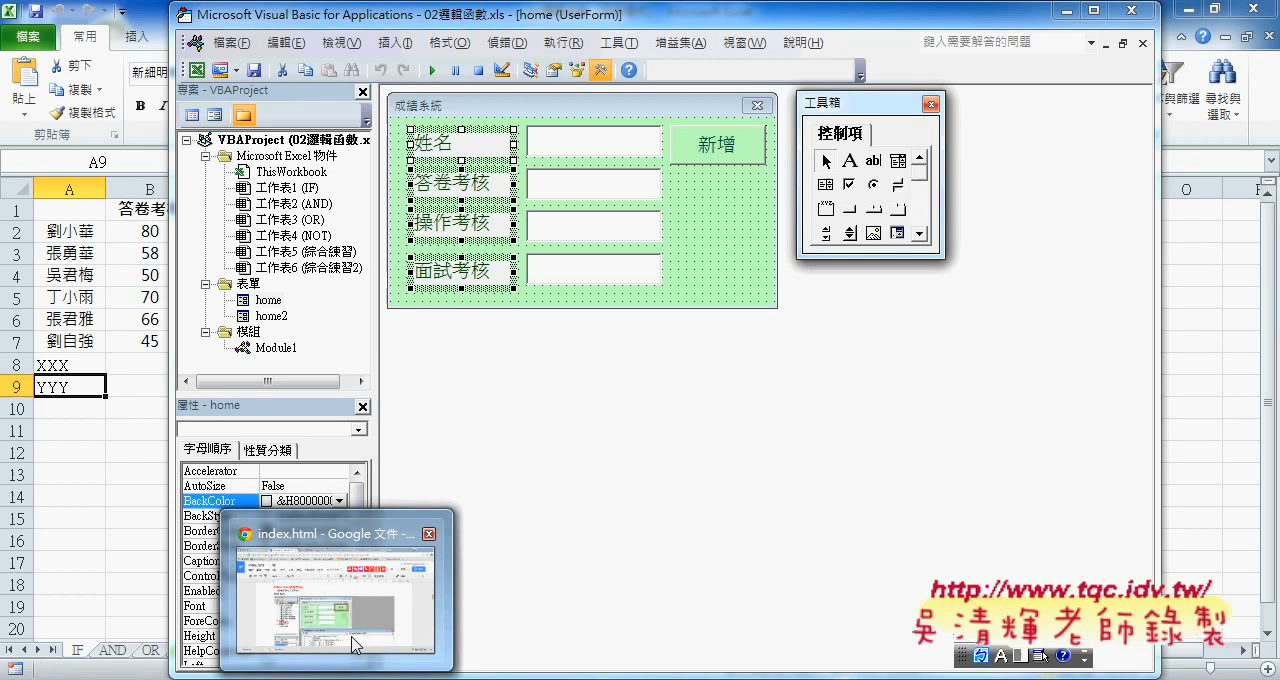 Microsoft Visual Basic for Applications - 02邏輯函數.xls - [home (UserForm)]
檔案 常用 插入
檔案(F) 編輯(E) 檢視(V) 插入(I) 格式(O) 偵錯(D) 執行(R) 工具(T) 增益集(A) 視窗(W) 說明(H) 鍵入需要解答的問題
剪下
新細明
複製
貼上
複製格式
B I
剪貼簿
尋找與
選取
A9
專案 - VBAProject
VBAProject (02邏輯函數.x
Microsoft Excel 物件
ThisWorkbook
工作表1 (IF)
工作表2 (AND)
工作表3 (OR)
工作表4 (NOT)
工作表5 (綜合練習)
工作表6 (綜合練習2)
表單
home
home2
模組
Module1
成績系統
姓名
新增
答卷考核
操作考核
面試考核
工具箱
控制項
A ab|
A B O
1 答卷考
2 劉小華 80
3 張勇華 58
4 吳君梅 50
5 丁小雨 70
6 張君雅 66
7 劉自強 45
8 XXX
9 YYY
10
11
12
13
14
15
16
17
18
19
20
IF AND OR
屬性 - home
字母順序 性質分類
Accelerator
AutoSize False
BackColor &H8000000
BackSt
Border
Border
Caption
Control
Enabled
Font
ForeCo
Height
HelpCo
index.html - Google 文件 -...
http://www.tqc.idv.tw/
吳清輝老師錄製